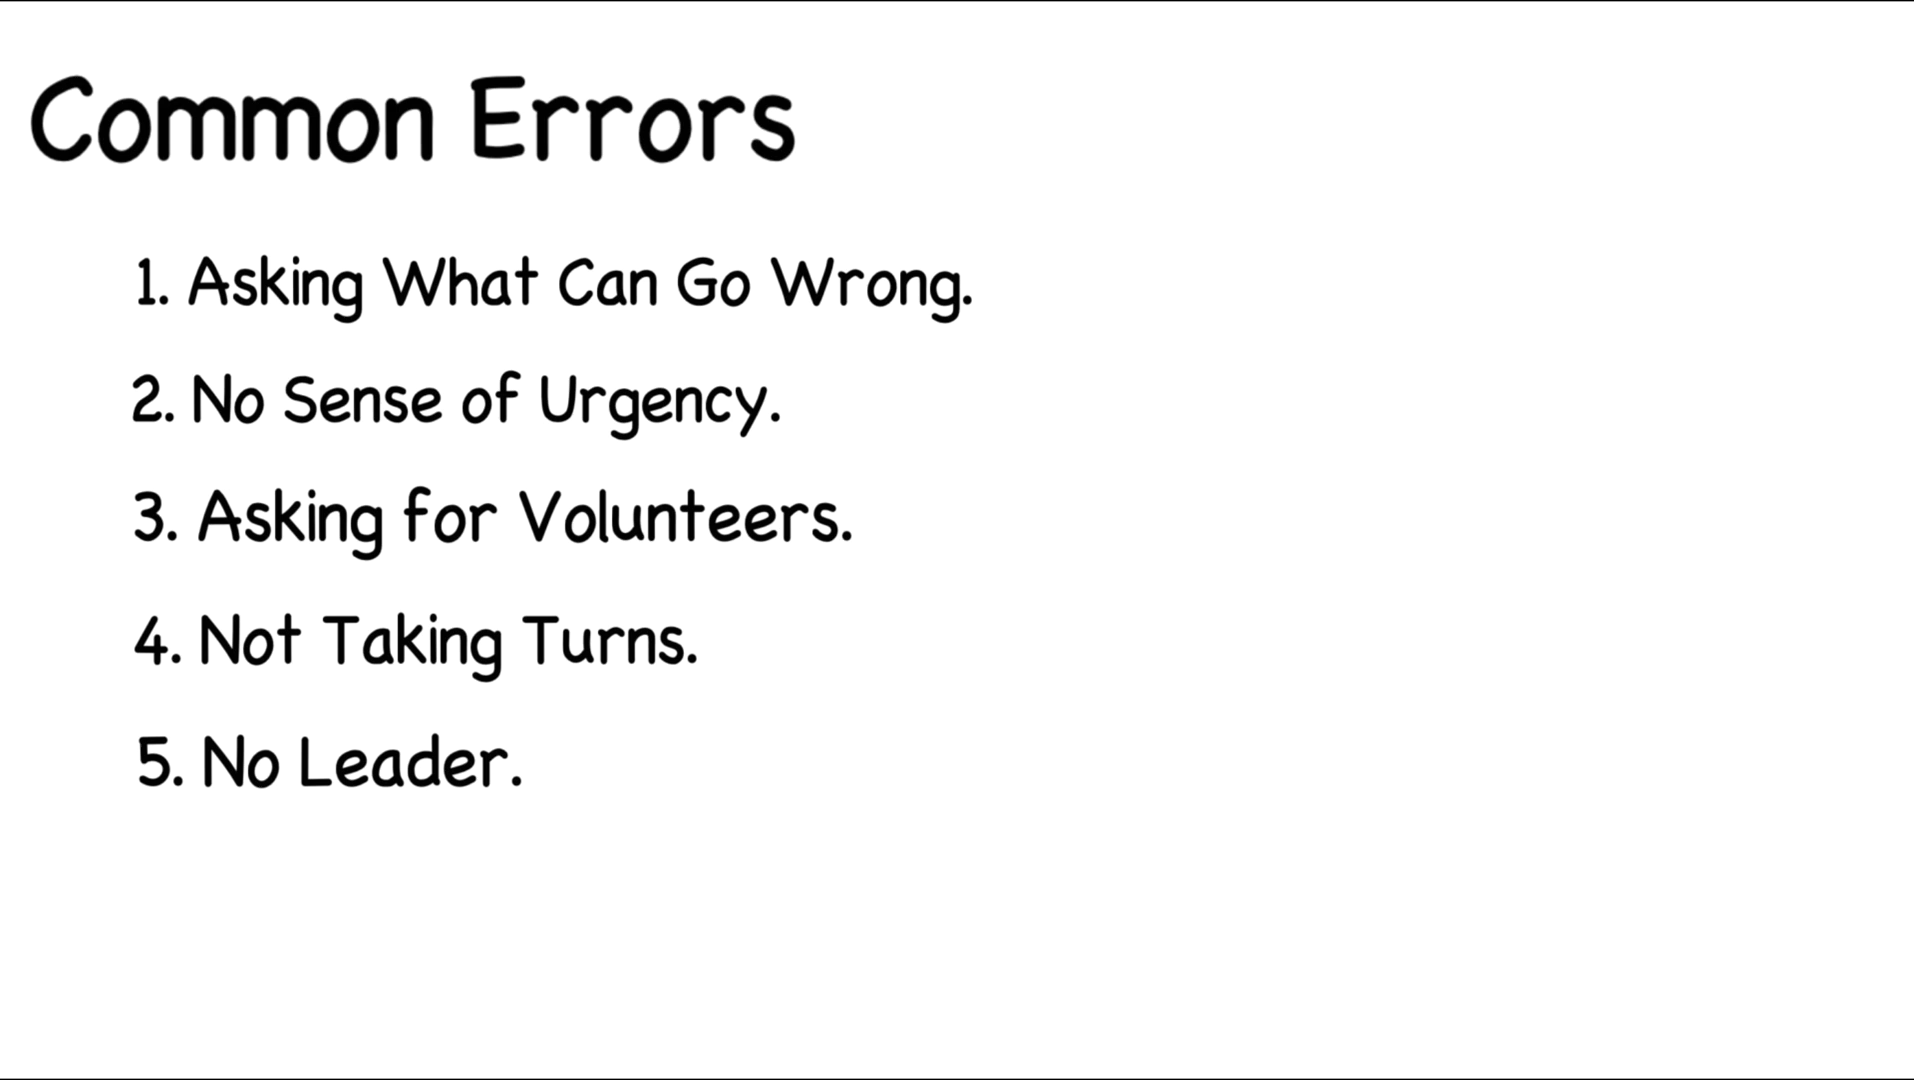 Common Errors
1. Asking What Can Go Wrong.
2. No Sense of Urgency.
3. Asking for Volunteers.
4. Not Taking Turns.
5. No Leader.